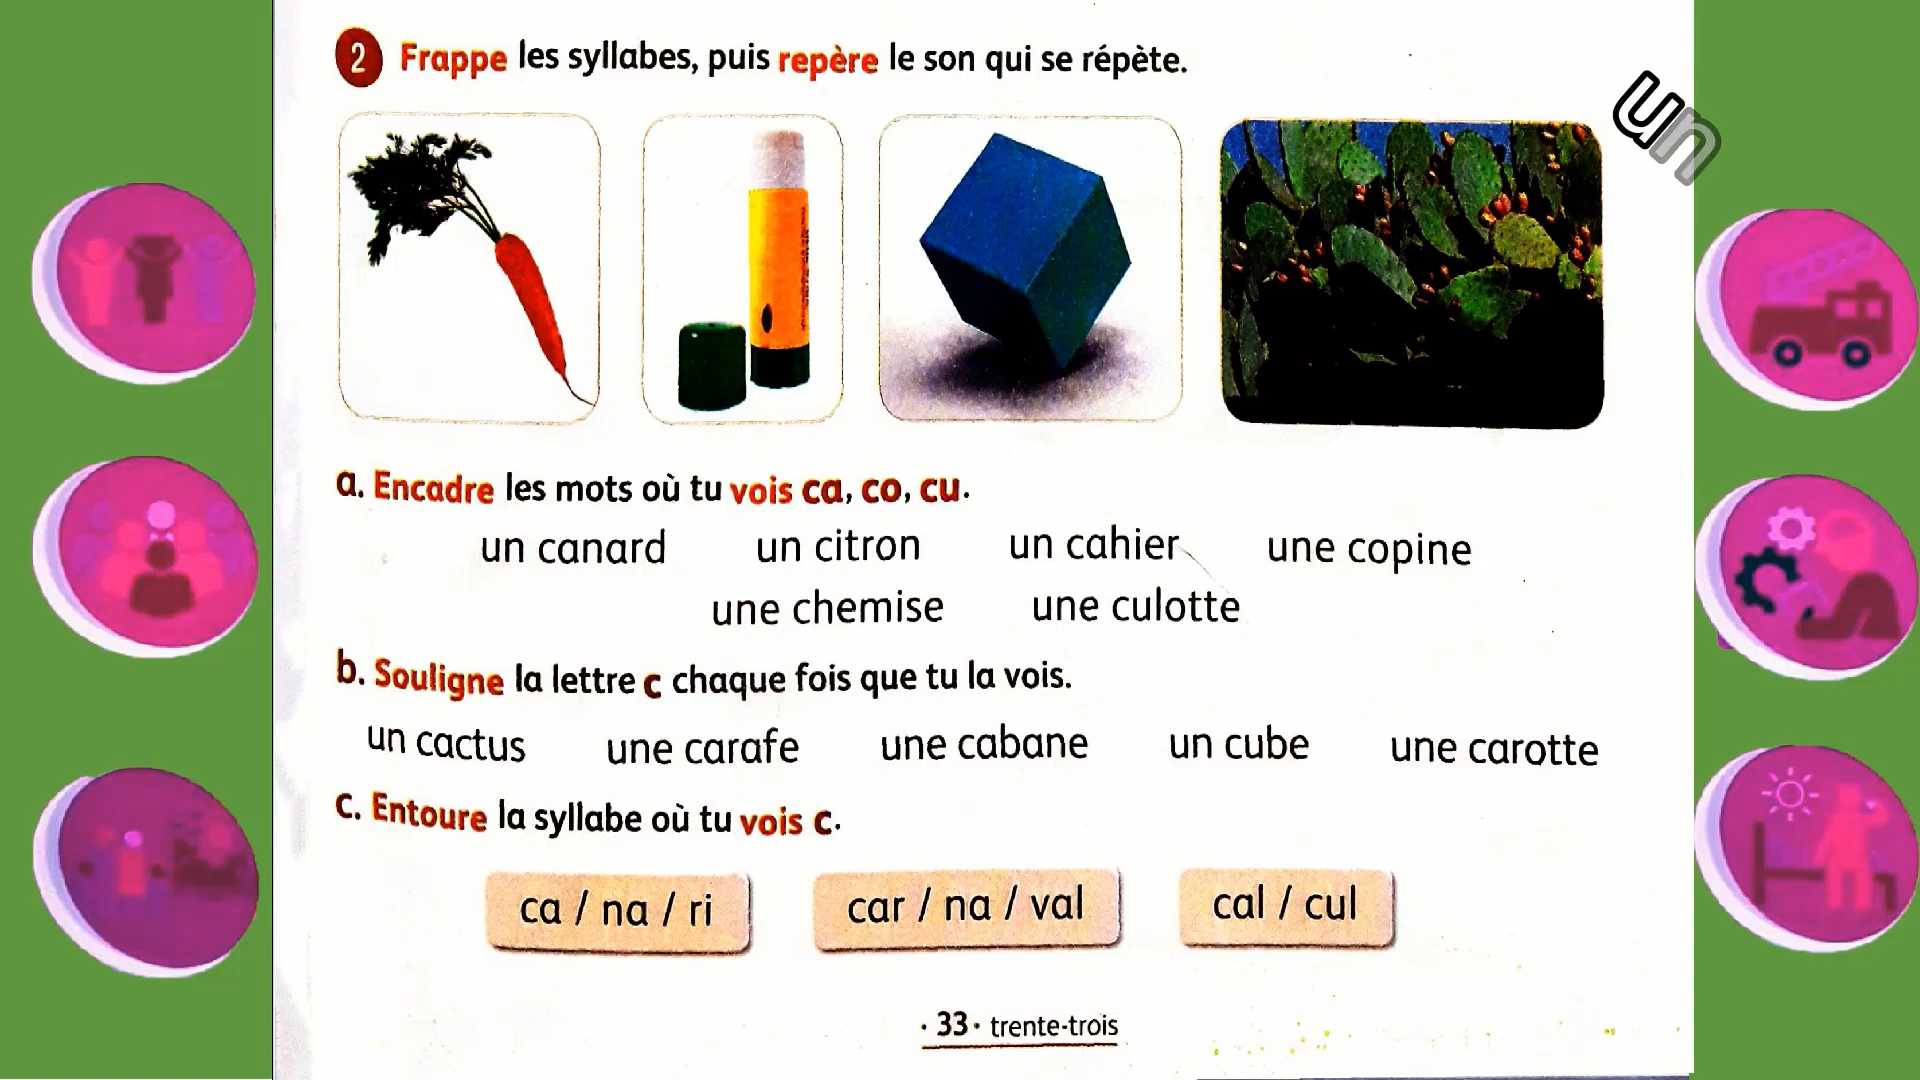 2 Frappe les syllabes, puis repère le son qui se répète.
un
a. Encadre les mots où tu vois ca, co, cu.
un canard un citron un cahier une copine
une chemise une culotte
b. Souligne la lettre c chaque fois que tu la vois.
un cactus une carafe une cabane un cube une carotte
c. Entoure la syllabe où tu vois c.
ca / na / ri car / na / val cal / cul
· 33 · trente-trois